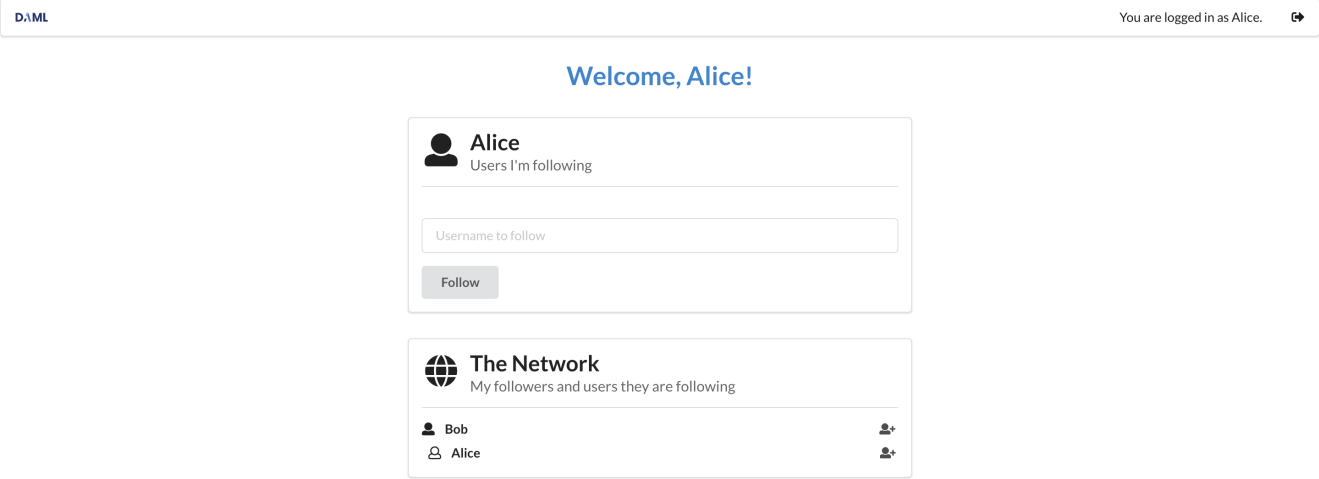 DAML
You are logged in as Alice.
Welcome, Alice!
Alice
Users I'm following
Username to follow
Follow
The Network
My followers and users they are following
Bob
Alice